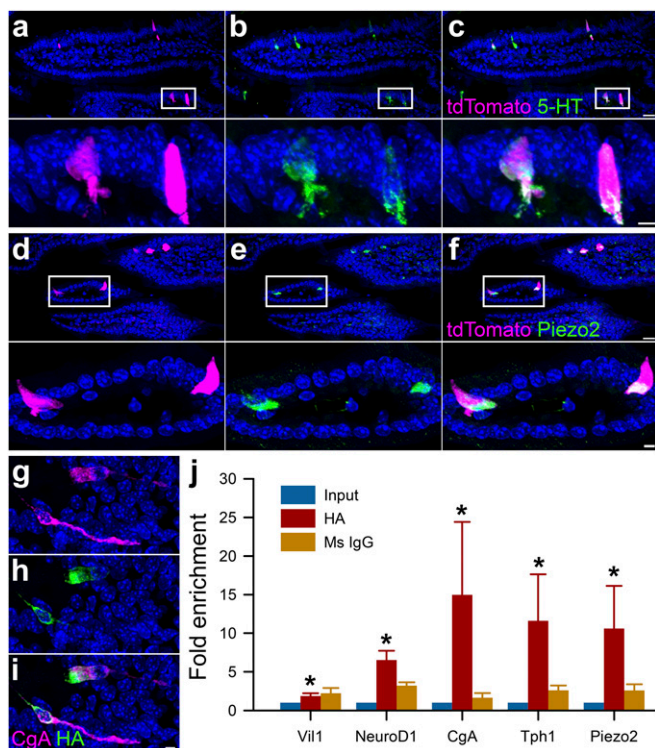 a b c
tdTomato 5-HT
d e f
tdTomato Piezo2
g
h
i
CgA HA
j
Fold enrichment
30
25
20
15
10
5
0
Input
HA
Ms IgG
* * * * *
Vil1 NeuroD1 CgA Tph1 Piezo2